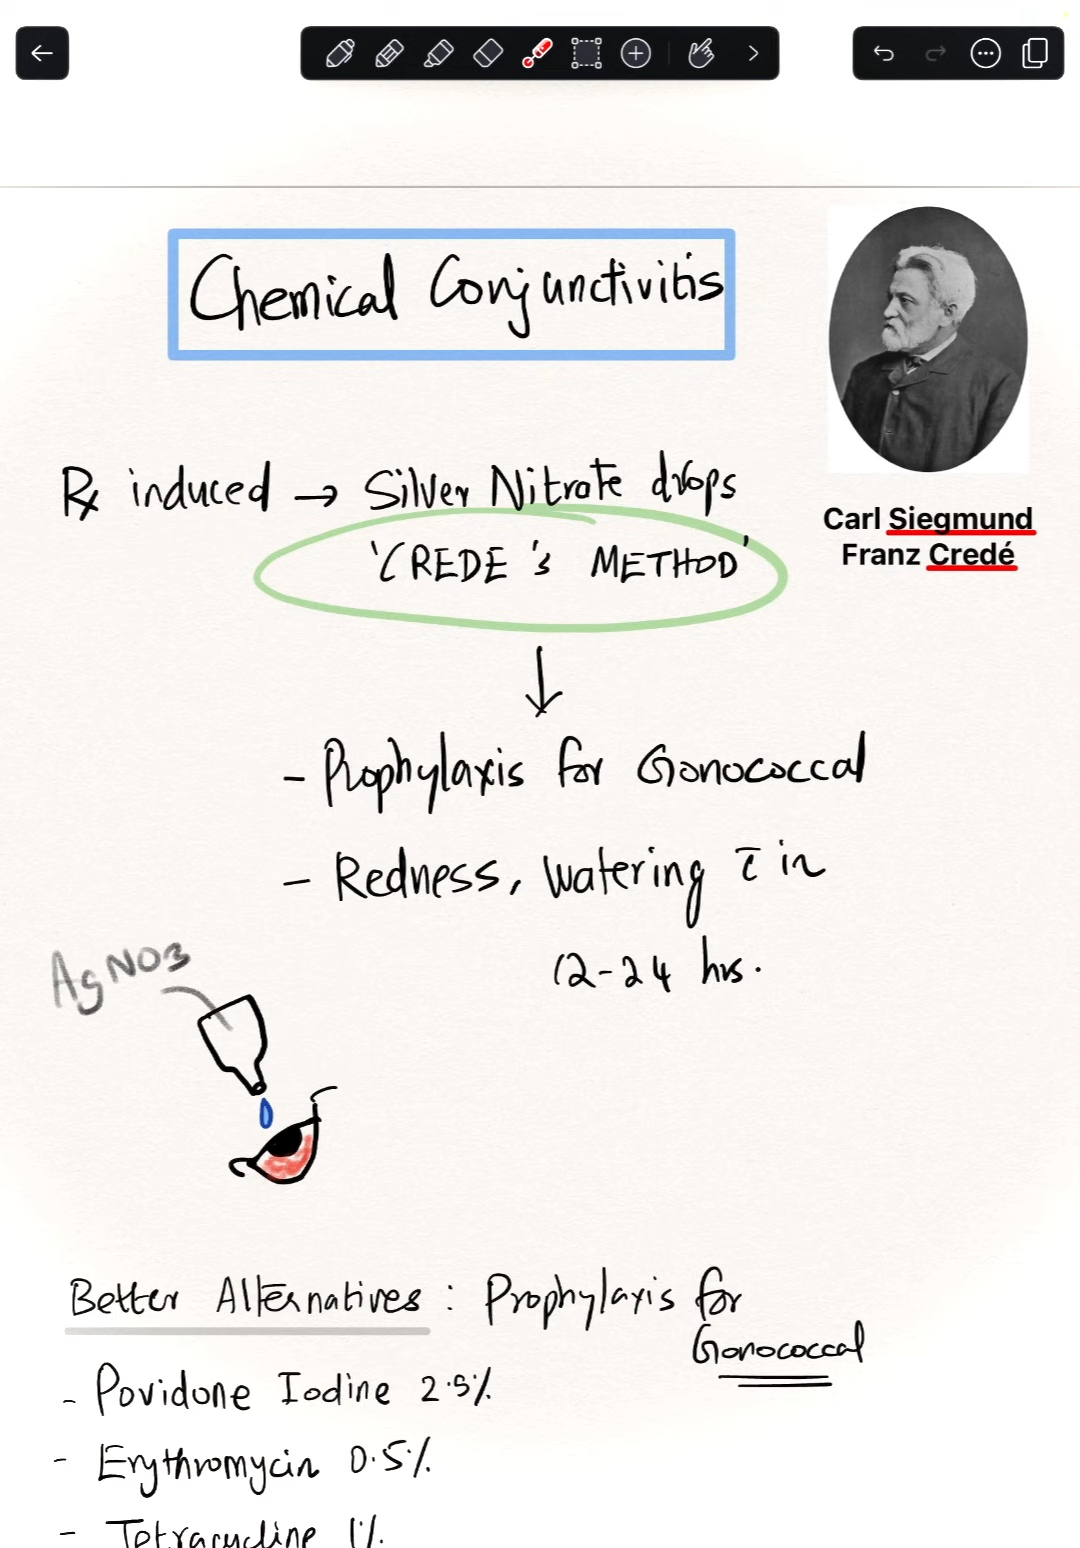 Chemical Conjunctivitis
Rx induced → Silver Nitrate drops
'CREDE's METHOD'
Carl Siegmund
Franz Credé
- Prophylaxis for Gonococcal
- Redness, watering c̄ in
12-24 hrs.
AgNO3
Better Alternatives : Prophylaxis for
Gonococcal
- Povidone Iodine 2.5%
- Erythromycin 0.5%
- Tetracycline 1%